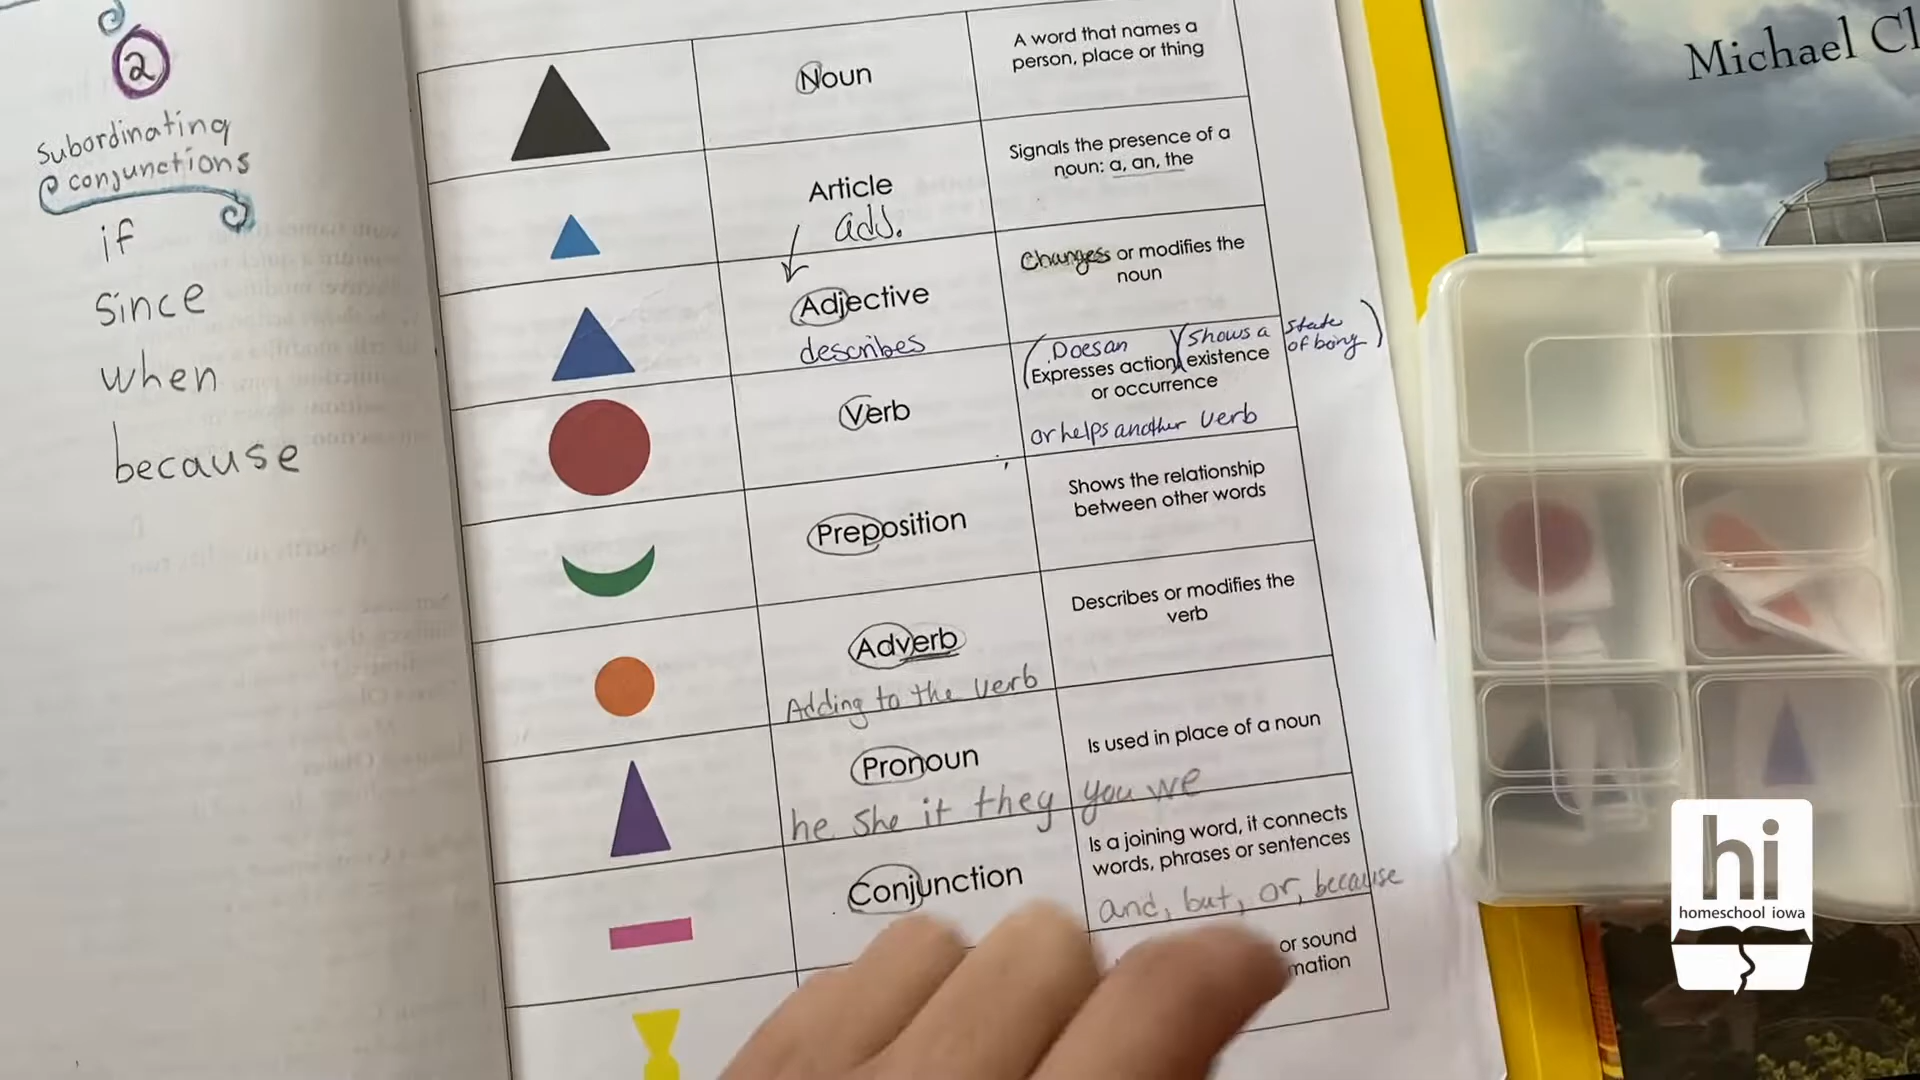 2
Subordinating
conjunctions
if
since
when
because
Noun
A word that names a
person, place or thing
Article
adj.
Signals the presence of a
noun: a, an, the
Adjective
describes
Changes or modifies the
noun
Verb
(Does an)(shows a state
of being)
Expresses action, existence
or occurrence
or helps another verb
Preposition
Shows the relationship
between other words
Adverb
Adding to the verb
Describes or modifies the
verb
Pronoun
he she it they you we
Is used in place of a noun
Conjunction
Is a joining word, it connects
words, phrases or sentences
and, but, or, because
or sound
mation
Michael Cl
hi
homeschool iowa